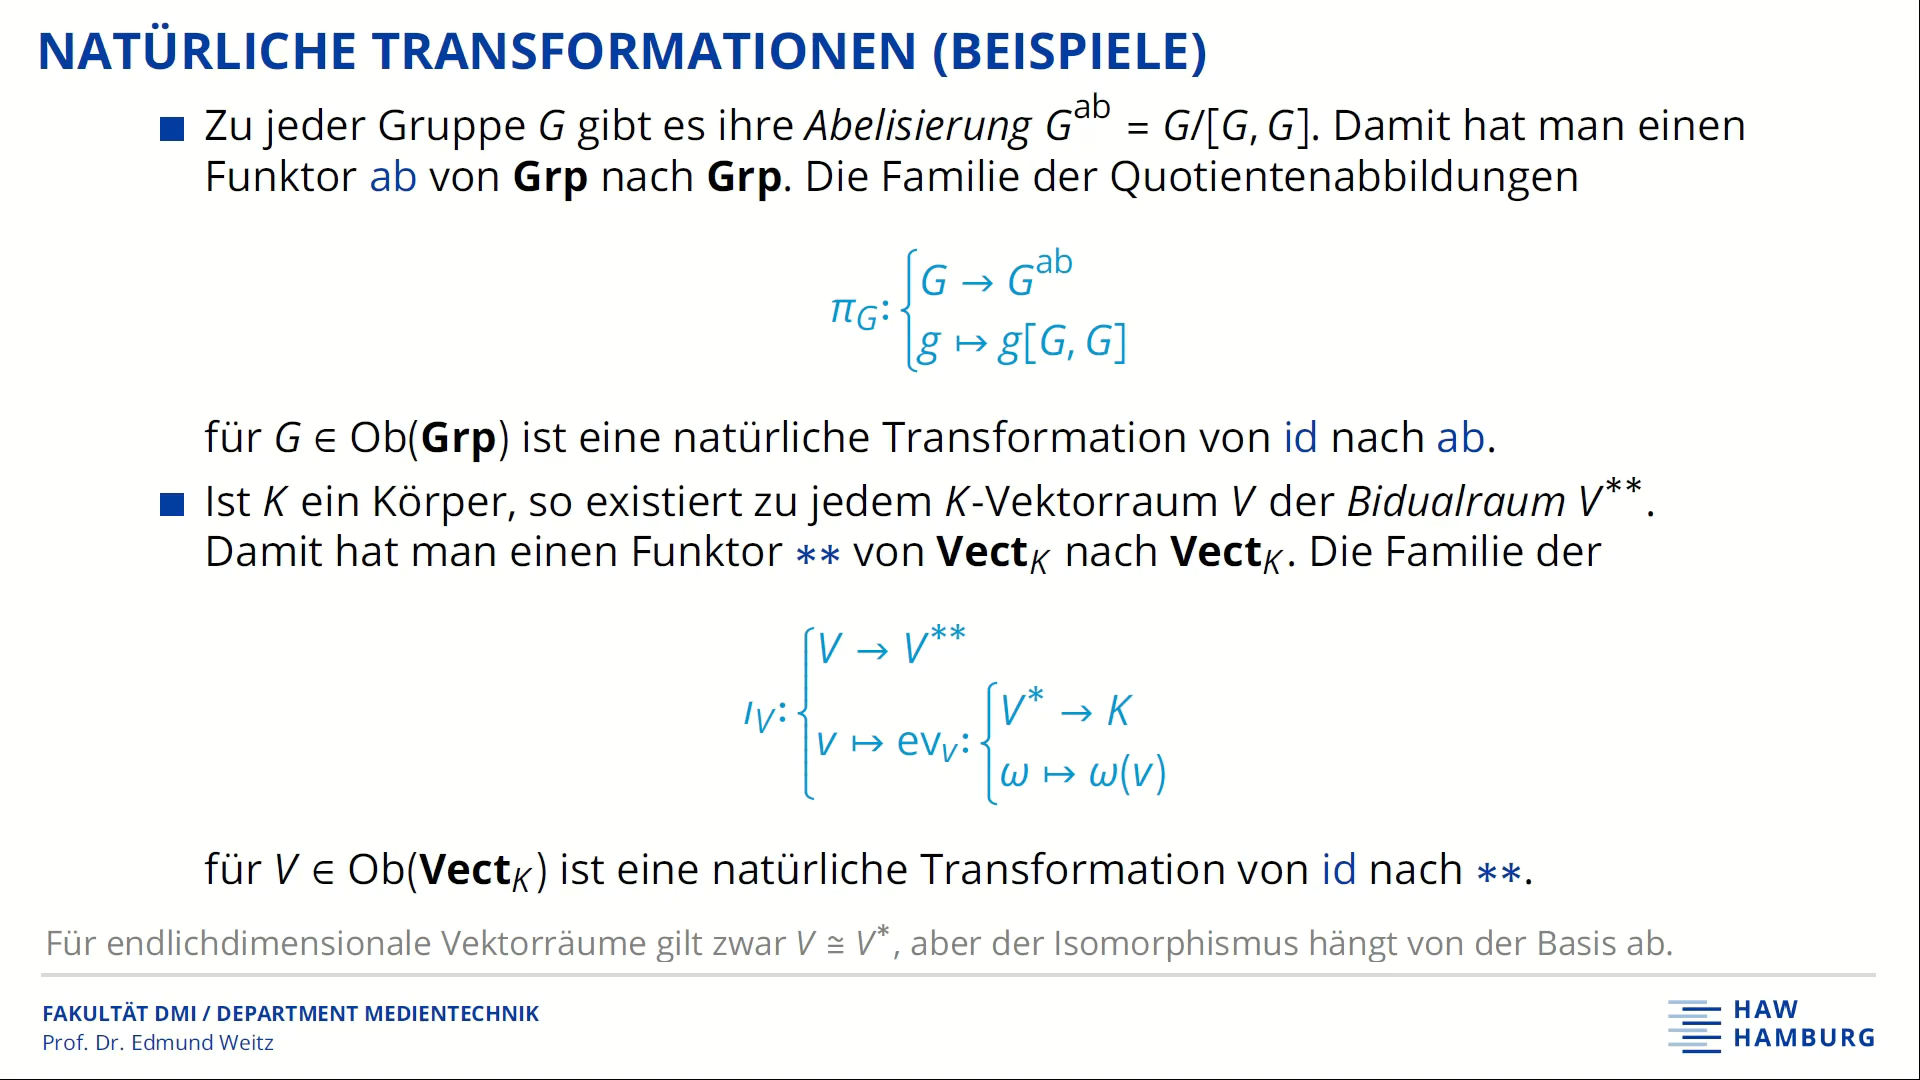 NATÜRLICHE TRANSFORMATIONEN (BEISPIELE)
Zu jeder Gruppe G gibt es ihre Abelisierung G^ab = G/[G, G]. Damit hat man einen
Funktor ab von Grp nach Grp. Die Familie der Quotientenabbildungen
π_G: { G → G^ab
g ↦ g[G, G]
für G ∈ Ob(Grp) ist eine natürliche Transformation von id nach ab.
Ist K ein Körper, so existiert zu jedem K-Vektorraum V der Bidualraum V**.
Damit hat man einen Funktor ** von Vect_K nach Vect_K. Die Familie der
ι_V: { V → V**
v ↦ ev_v: { V* → K
ω ↦ ω(v)
für V ∈ Ob(Vect_K) ist eine natürliche Transformation von id nach **.
Für endlichdimensionale Vektorräume gilt zwar V ≅ V*, aber der Isomorphismus hängt von der Basis ab.
FAKULTÄT DMI / DEPARTMENT MEDIENTECHNIK
Prof. Dr. Edmund Weitz
HAW
HAMBURG